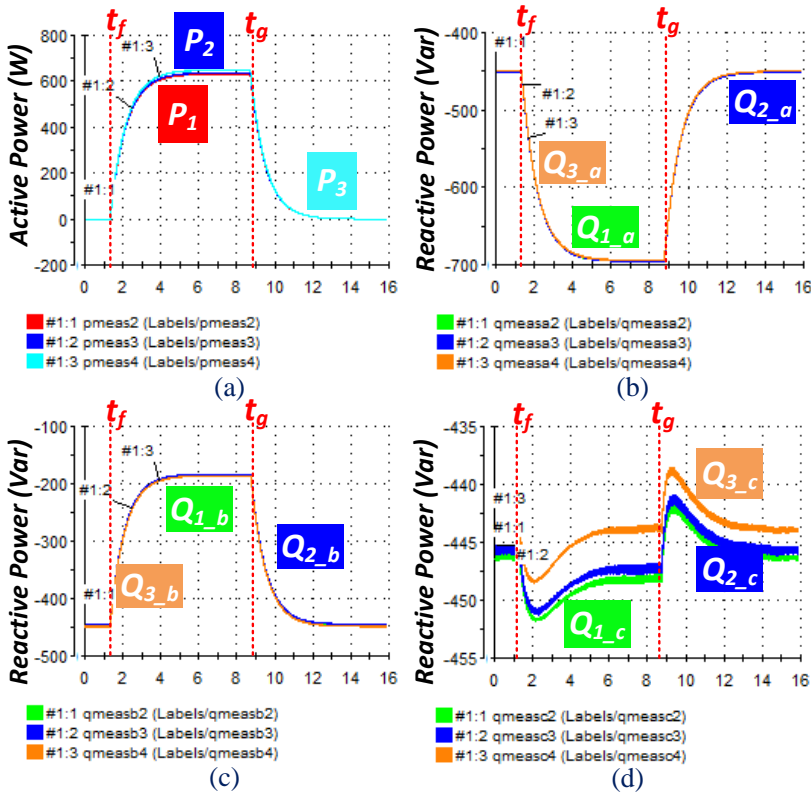 t_f
t_g
Active Power (W)
800
600
400
200
0
-200
#1:3
#1:2
#1:1
P_2
P_1
P_3
0 2 4 6 8 10 12 14 16
#1:1 pmeas2 (Labels/pmeas2)
#1:2 pmeas3 (Labels/pmeas3)
#1:3 pmeas4 (Labels/pmeas4)
(a)
t_f
t_g
Reactive Power (Var)
-400
-500
-600
-700
#1:1
#1:2
#1:3
Q_2_a
Q_3_a
Q_1_a
0 2 4 6 8 10 12 14 16
#1:1 qmeasa2 (Labels/qmeasa2)
#1:2 qmeasa3 (Labels/qmeasa3)
#1:3 qmeasa4 (Labels/qmeasa4)
(b)
t_f
t_g
Reactive Power (Var)
-100
-200
-300
-400
-500
#1:3
#1:2
#1:1
Q_1_b
Q_2_b
Q_3_b
0 2 4 6 8 10 12 14 16
#1:1 qmeasb2 (Labels/qmeasb2)
#1:2 qmeasb3 (Labels/qmeasb3)
#1:3 qmeasb4 (Labels/qmeasb4)
(c)
t_f
t_g
Reactive Power (Var)
-435
-440
-445
-450
-455
#1:3
#1:1
#1:2
Q_3_c
Q_2_c
Q_1_c
0 2 4 6 8 10 12 14 16
#1:1 qmeasc2 (Labels/qmeasc2)
#1:2 qmeasc3 (Labels/qmeasc3)
#1:3 qmeasc4 (Labels/qmeasc4)
(d)